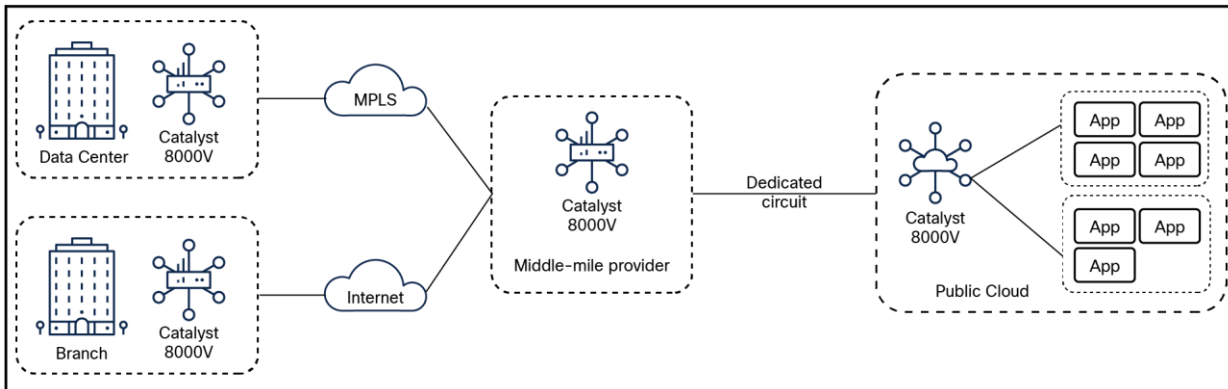 Data Center
Catalyst
8000V
MPLS
Branch
Catalyst
8000V
Internet
Catalyst
8000V
Middle-mile provider
Dedicated
circuit
Catalyst
8000V
Public Cloud
App App
App App
App App
App